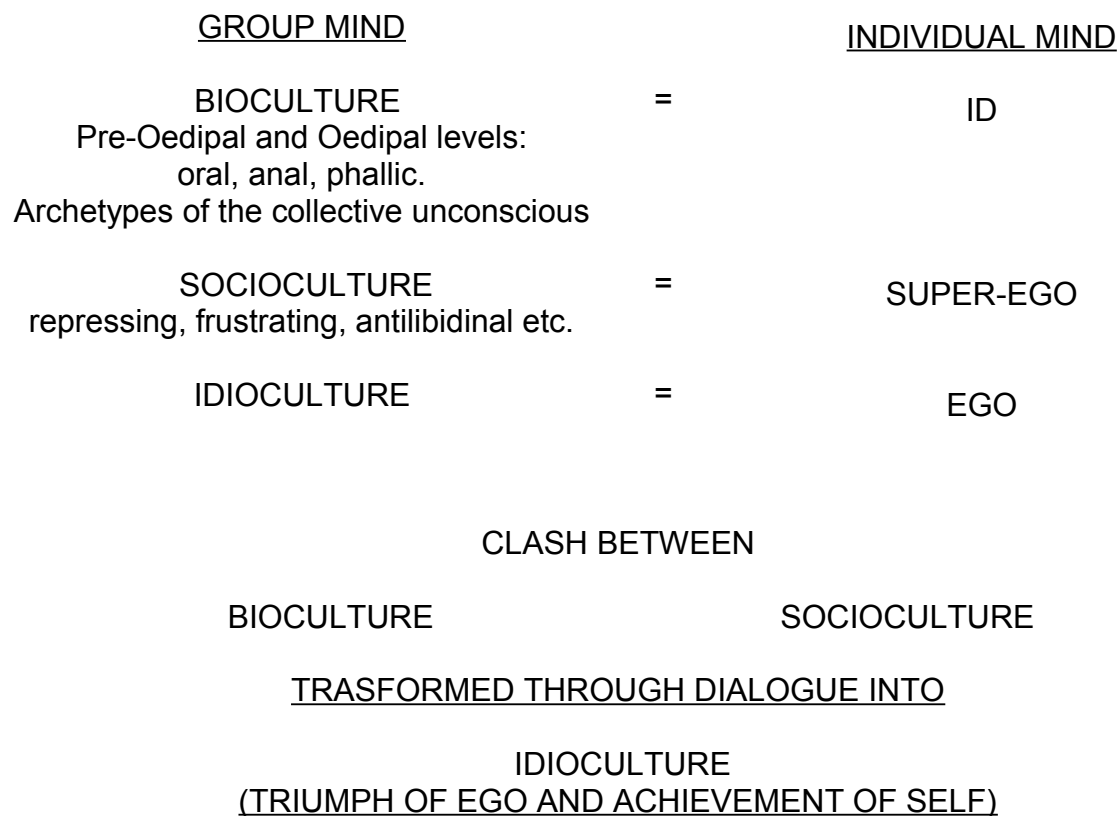 GROUP MIND INDIVIDUAL MIND
BIOCULTURE = ID
Pre-Oedipal and Oedipal levels:
oral, anal, phallic.
Archetypes of the collective unconscious
SOCIOCULTURE = SUPER-EGO
repressing, frustrating, antilibidinal etc.
IDIOCULTURE = EGO
CLASH BETWEEN
BIOCULTURE SOCIOCULTURE
TRASFORMED THROUGH DIALOGUE INTO
IDIOCULTURE
(TRIUMPH OF EGO AND ACHIEVEMENT OF SELF)